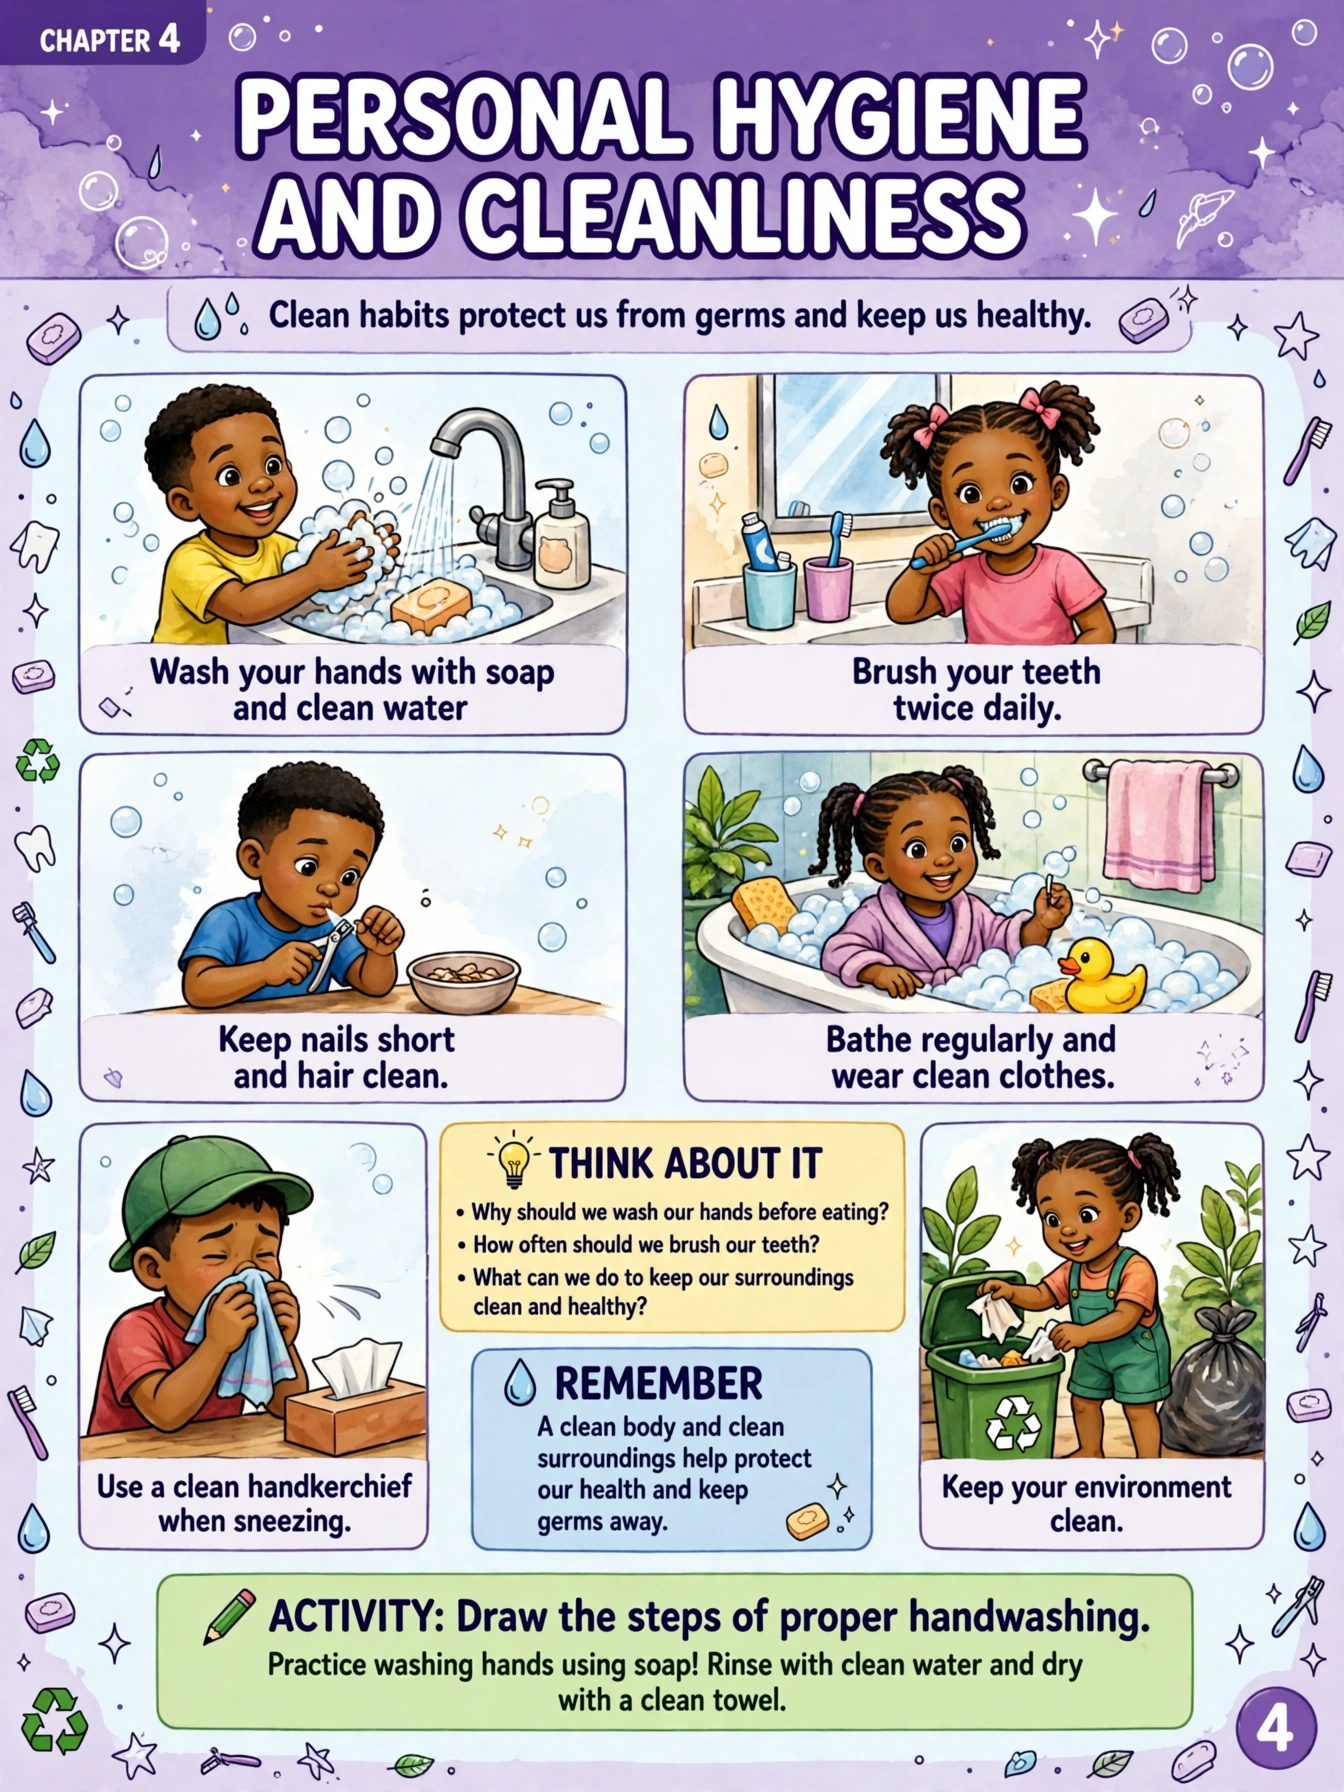 CHAPTER 4
PERSONAL HYGIENE
AND CLEANLINESS
Clean habits protect us from germs and keep us healthy.
Wash your hands with soap
and clean water
Brush your teeth
twice daily.
Keep nails short
and hair clean.
Bathe regularly and
wear clean clothes.
Use a clean handkerchief
when sneezing.
THINK ABOUT IT
• Why should we wash our hands before eating?
• How often should we brush our teeth?
• What can we do to keep our surroundings
clean and healthy?
REMEMBER
A clean body and clean
surroundings help protect
our health and keep
germs away.
Keep your environment
clean.
ACTIVITY: Draw the steps of proper handwashing.
Practice washing hands using soap! Rinse with clean water and dry
with a clean towel.
4